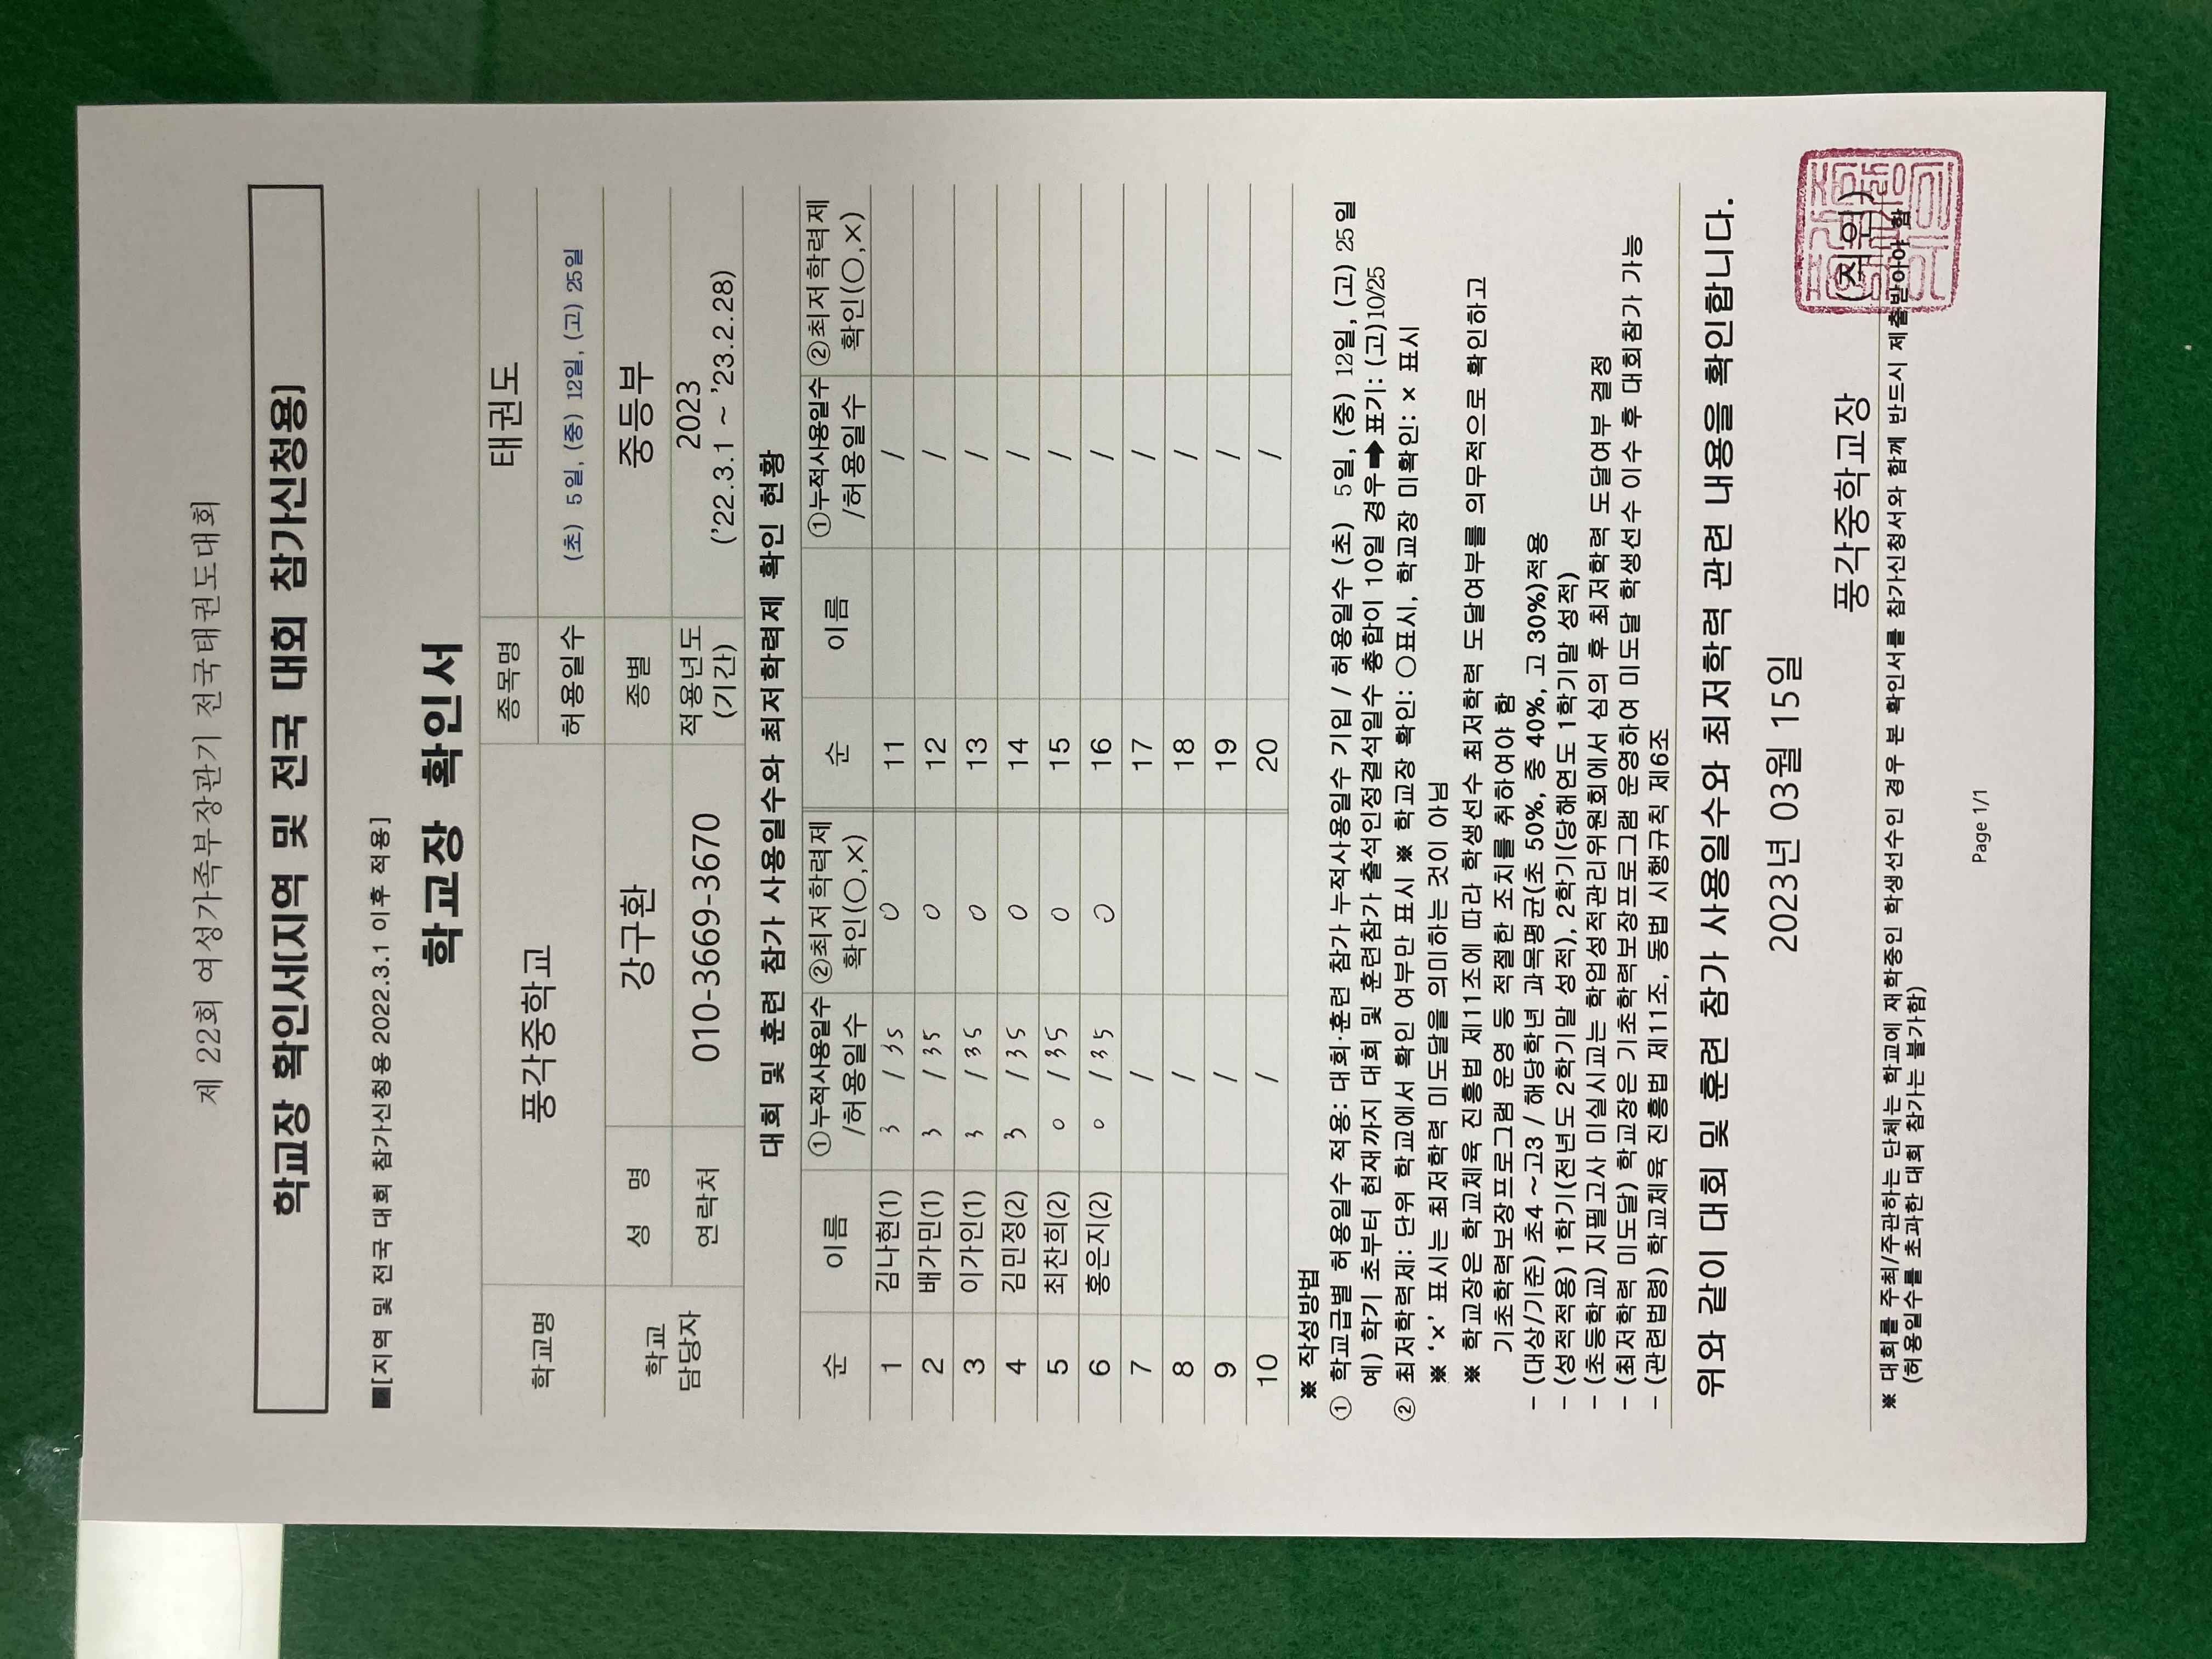 제 22회 여성가족부장관기 전국태권도대회
학교장 확인서(지역 및 전국 대회 참가신청용)
■[지역 및 전국 대회 참가신청용 2022.3.1 이후 적용]
학교장 확인서
학교명 풍각중학교 종목명 태권도
허용일수 (초) 5일, (중) 12일, (고) 25일
학교 담당자 성 명 강구환 종별 중등부
연락처 010-3669-3670 적용년도 (기간) 2023 ('22.3.1 ~ '23.2.28)
대회 및 훈련 참가 사용일수와 최저학력제 확인 현황
순 이름 ①누적사용일수 /허용일수 ②최저학력제 확인(○,×) 순 이름 ①누적사용일수 /허용일수 ②최저학력제 확인(○,×)
1 김나현(1) 3 / 35 ○ 11 /
2 배가민(1) 3 / 35 ○ 12 /
3 이가인(1) 3 / 35 ○ 13 /
4 김민정(2) 3 / 35 ○ 14 /
5 최찬희(2) 0 / 35 ○ 15 /
6 홍은지(2) 0 / 35 ○ 16 /
7 / 17 /
8 / 18 /
9 / 19 /
10 / 20 /
※ 작성방법
① 학교급별 허용일수 적용: 대회·훈련 참가 누적사용일수 기입 / 허용일수 (초) 5일, (중) 12일, (고) 25일
예) 학기 초부터 현재까지 대회 및 훈련참가 출석인정결석일수 총합이 10일 경우➡표기: (고)10/25
② 최저학력제: 단위 학교에서 확인 여부만 표시 ※ 학교장 확인: ○표시, 학교장 미확인: × 표시
※ '×' 표시는 최저학력 미도달을 의미하는 것이 아님
※ 학교장은 학교체육 진흥법 제11조에 따라 학생선수 최저학력 도달여부를 의무적으로 확인하고
기초학력보장프로그램 운영 등 적절한 조치를 취하여야 함
- (대상/기준) 초4 ~고3 / 해당학년 과목평균(초 50%, 중 40%, 고 30%)적용
- (성적적용) 1학기(전년도 2학기말 성적), 2학기(당해연도 1학기말 성적)
- (초등학교) 지필고사 미실시교는 학업성적관리위원회에서 심의 후 최저학력 도달여부 결정
- (최저학력 미도달) 학교장은 기초학력보장프로그램 운영하여 미도달 학생선수 이수 후 대회참가 가능
- (관련법령) 학교체육 진흥법 제11조, 동법 시행규칙 제6조
위와 같이 대회 및 훈련 참가 사용일수와 최저학력 관련 내용을 확인합니다.
2023년 03월 15일
풍각중학교장 (직인)
※ 대회를 주최/주관하는 단체는 학교에 재학중인 학생선수인 경우 본 확인서를 참가신청서와 함께 반드시 제출받아야 함
(허용일수를 초과한 대회 참가는 불가함)
Page 1/1